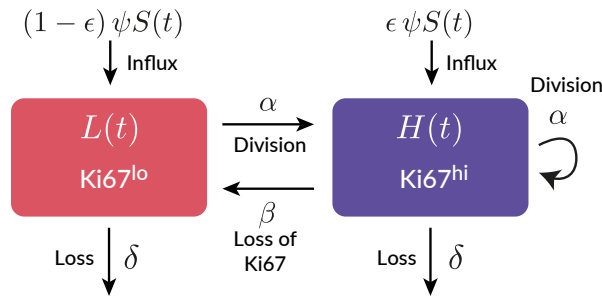 (1 − ϵ) ψS(t)
ϵ ψS(t)
Influx
Influx
Division
α
L(t)
Ki67lo
α
Division
β
Loss of
Ki67
H(t)
Ki67hi
Loss δ
Loss δ